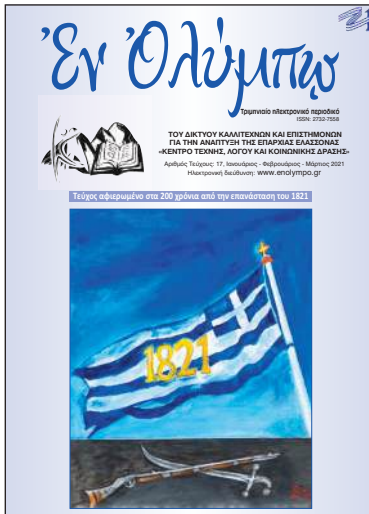 Ἐν Ὀλύμπῳ
Τριμηνιαίο ηλεκτρονικό περιοδικό
ISSN: 2732-7558
ΤΟΥ ΔΙΚΤΥΟΥ ΚΑΛΛΙΤΕΧΝΩΝ ΚΑΙ ΕΠΙΣΤΗΜΟΝΩΝ
ΓΙΑ ΤΗΝ ΑΝΑΠΤΥΞΗ ΤΗΣ ΕΠΑΡΧΙΑΣ ΕΛΑΣΣΟΝΑΣ
«ΚΕΝΤΡΟ ΤΕΧΝΗΣ, ΛΟΓΟΥ ΚΑΙ ΚΟΙΝΩΝΙΚΗΣ ΔΡΑΣΗΣ»
Αριθμός Τεύχους: 17, Ιανουάριος - Φεβρουάριος - Μάρτιος 2021
Ηλεκτρονική διεύθυνση: www.enolympo.gr
Τεύχος αφιερωμένο στα 200 χρόνια από την επανάσταση του 1821
1821